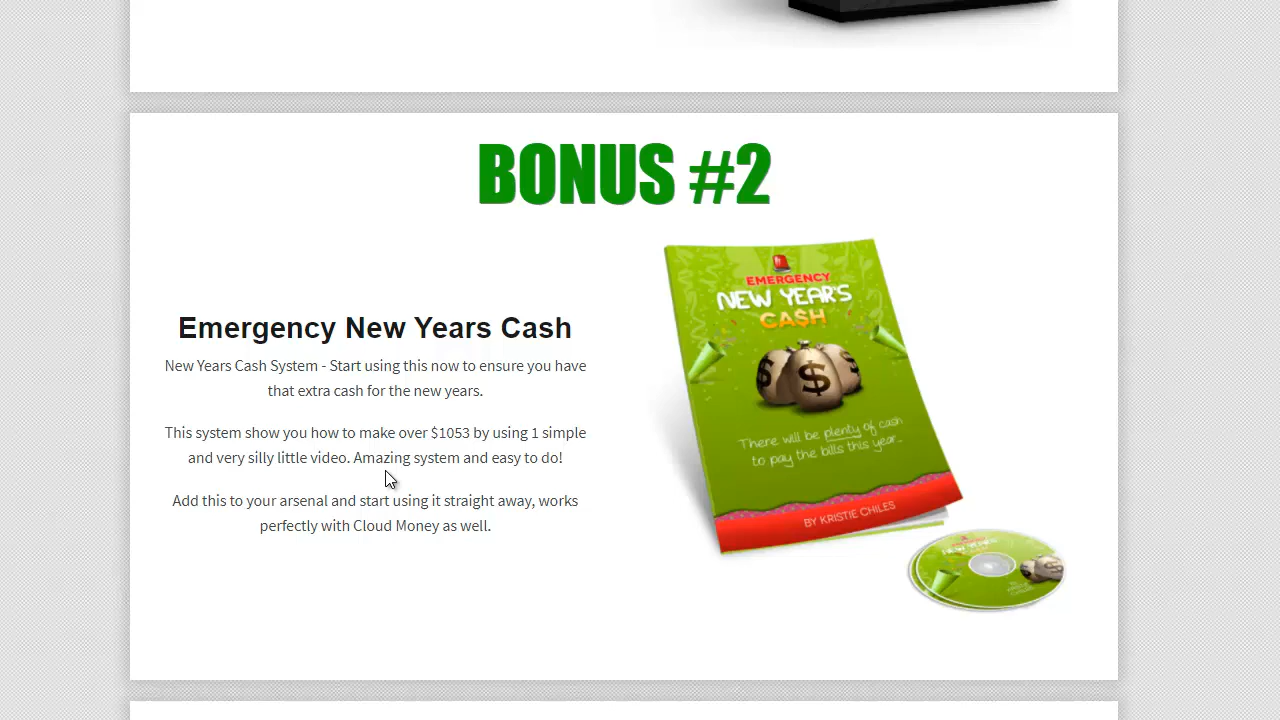 BONUS #2
Emergency New Years Cash
New Years Cash System - Start using this now to ensure you have
that extra cash for the new years.
This system show you how to make over $1053 by using 1 simple
and very silly little video. Amazing system and easy to do!
Add this to your arsenal and start using it straight away, works
perfectly with Cloud Money as well.
EMERGENCY
NEW YEAR'S
CA$H
$ $ $
There will be plenty of cash
to pay the bills this year...
BY KRISTIE CHILES
NEW YEAR'S